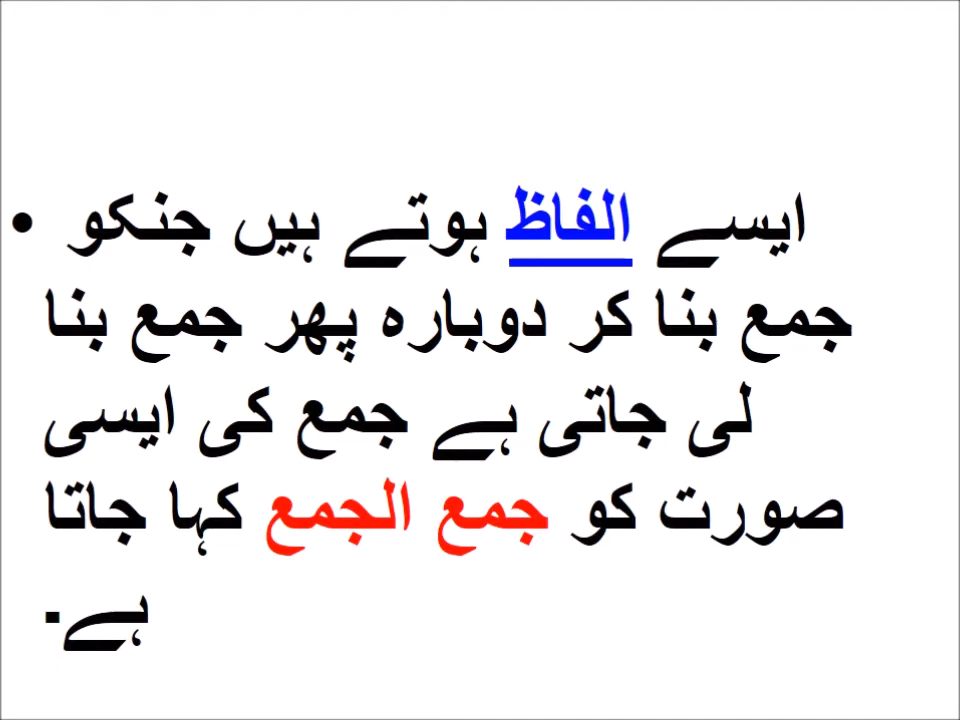 • ایسے الفاظ ہوتے ہیں جنکو
جمع بنا کر دوبارہ پھر جمع بنا
لی جاتی ہے جمع کی ایسی
صورت کو جمع الجمع کہا جاتا
ہے۔